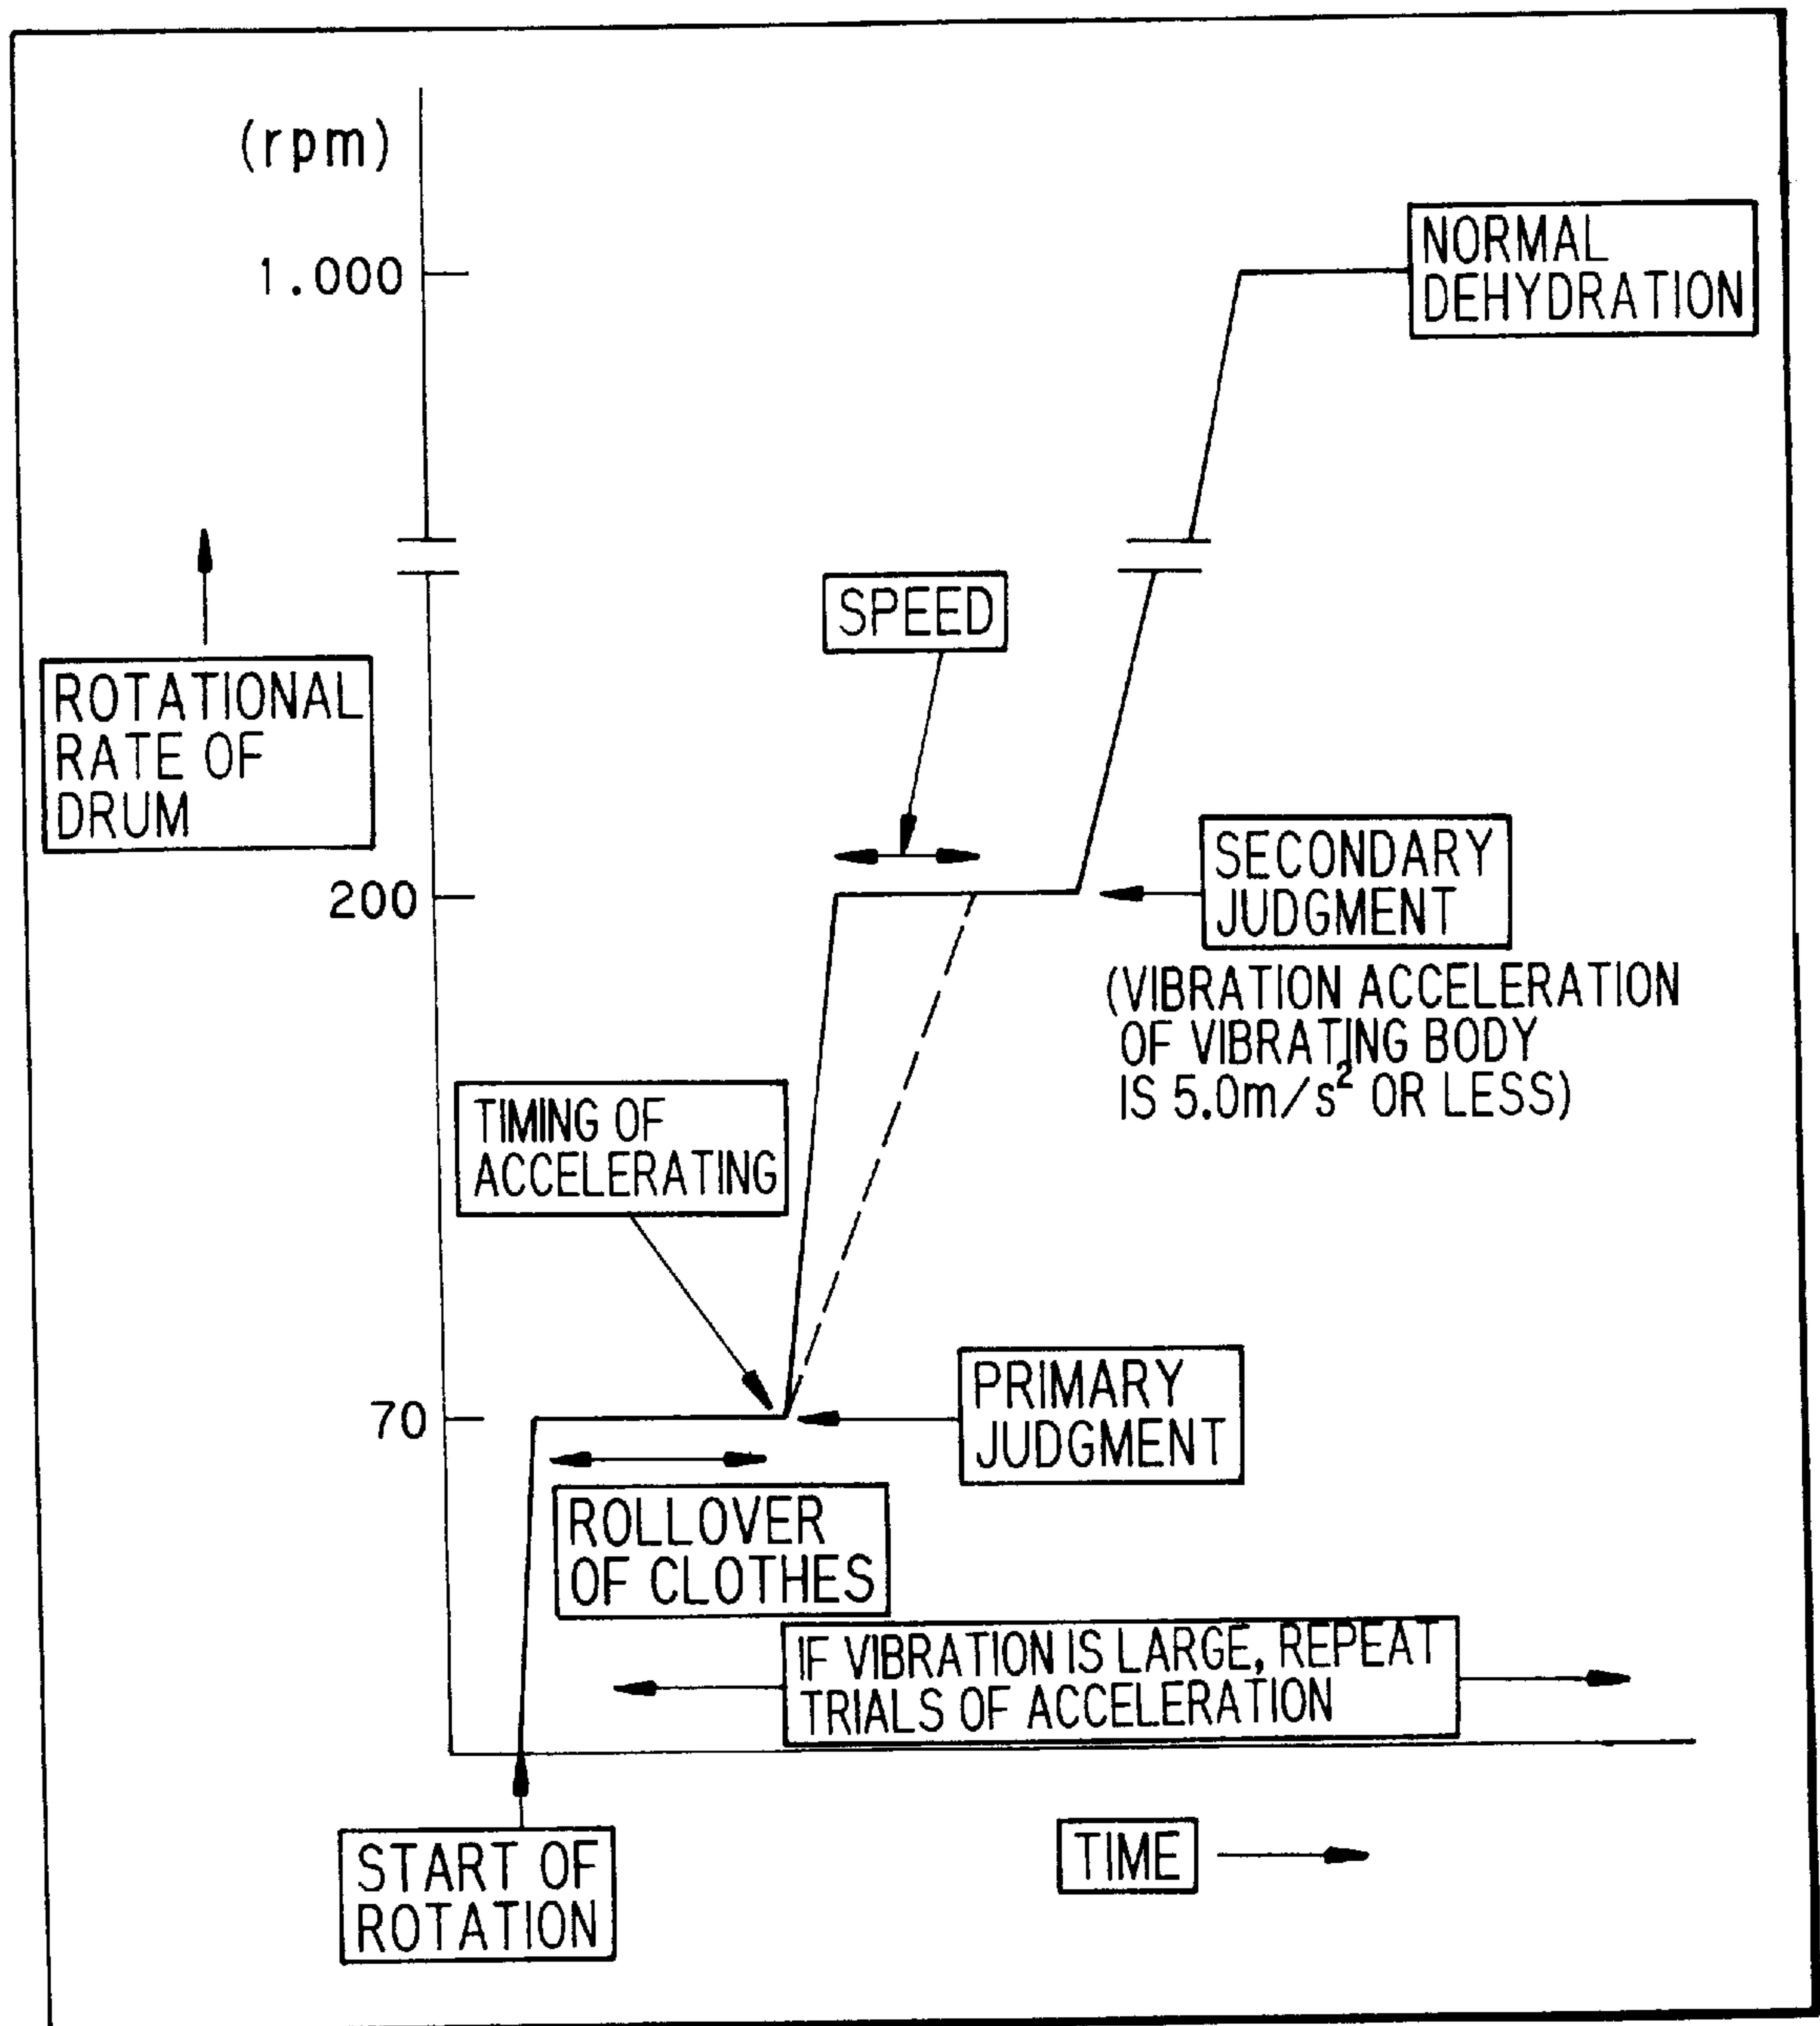 (rpm)
1.000
NORMAL
DEHYDRATION
SPEED
ROTATIONAL
RATE OF
DRUM
200
SECONDARY
JUDGMENT
(VIBRATION ACCELERATION
OF VIBRATING BODY
IS 5.0m/s² OR LESS)
TIMING OF
ACCELERATING
70
PRIMARY
JUDGMENT
ROLLOVER
OF CLOTHES
IF VIBRATION IS LARGE, REPEAT
TRIALS OF ACCELERATION
START OF
ROTATION
TIME